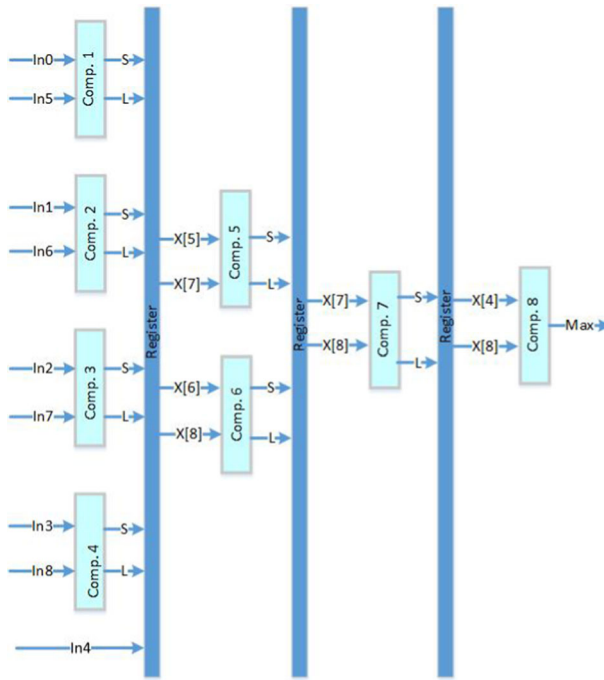 In0
In5
Comp. 1
S
L
In1
In6
Comp. 2
S
L
In2
In7
Comp. 3
S
L
In3
In8
Comp. 4
S
L
In4
Register
X[5]
X[7]
Comp. 5
S
L
X[6]
X[8]
Comp. 6
S
L
Register
X[7]
X[8]
Comp. 7
S
L
Register
X[4]
X[8]
Comp. 8
Max